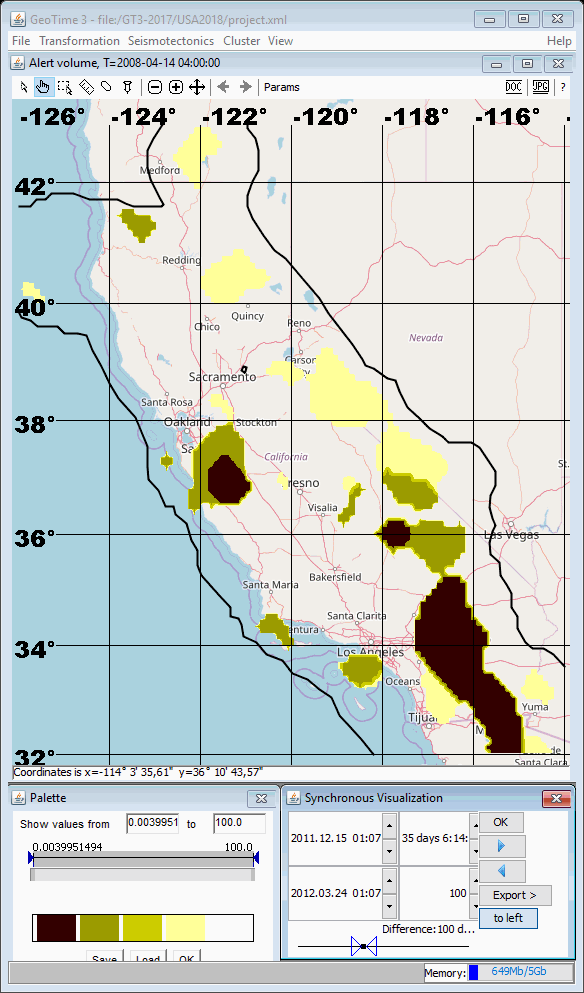 GeoTime 3 - file:/GT3-2017/USA2018/project.xml
File Transformation Seismotectonics Cluster View Help
Alert volume, T=2008-04-14 04:00:00
Params DOC JPG ?
-126° -124° -122° -120° -118° -116°
Medford
42°
Redding
40°
Quincy
Chico
Reno
Nevada
Carson
Sacramento
Santa Rosa
38°
Oakland
Stockton
California
Fresno
Visalia
St.
36°
Las Vegas
Bakersfield
Santa Maria
Santa Clarita
entura
34°
Los Angeles
Oceans
Yuma
Tijua
M
32°
Santa Clara
Coordinates is x=-114° 3' 35,61" y=36° 10' 43,57"
Palette
Show values from 0.0039951 to 100.0
0.0039951494 100.0
Save Load OK
Synchronous Visualization
2011.12.15 01:07 35 days 6:14: OK
2012.03.24 01:07 100
Export >
to left
Difference:100 d...
Memory: 649Mb/5Gb